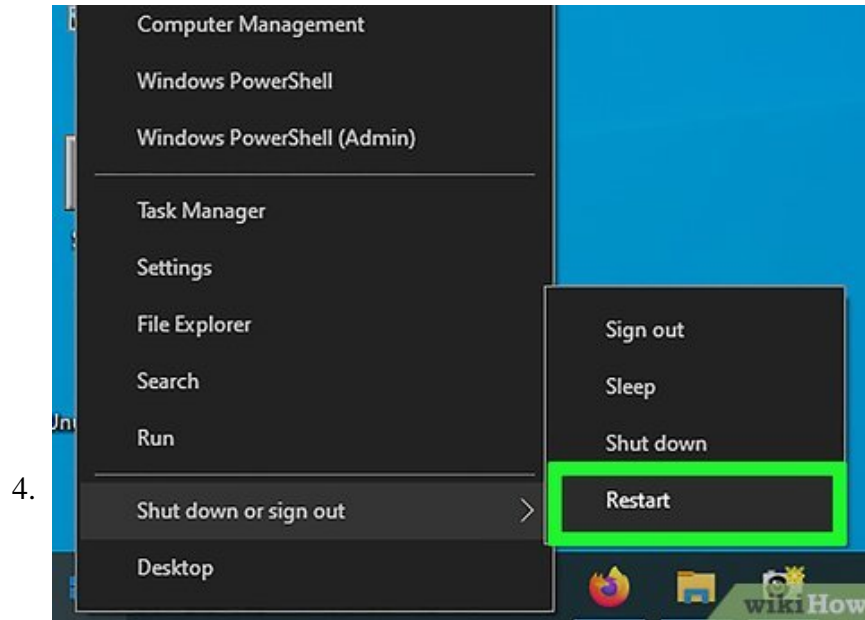 Computer Management
Windows PowerShell
Windows PowerShell (Admin)
Task Manager
Settings
File Explorer
Search
Run
4.
Shut down or sign out
Desktop
Sign out
Sleep
Shut down
Restart
wikiHow